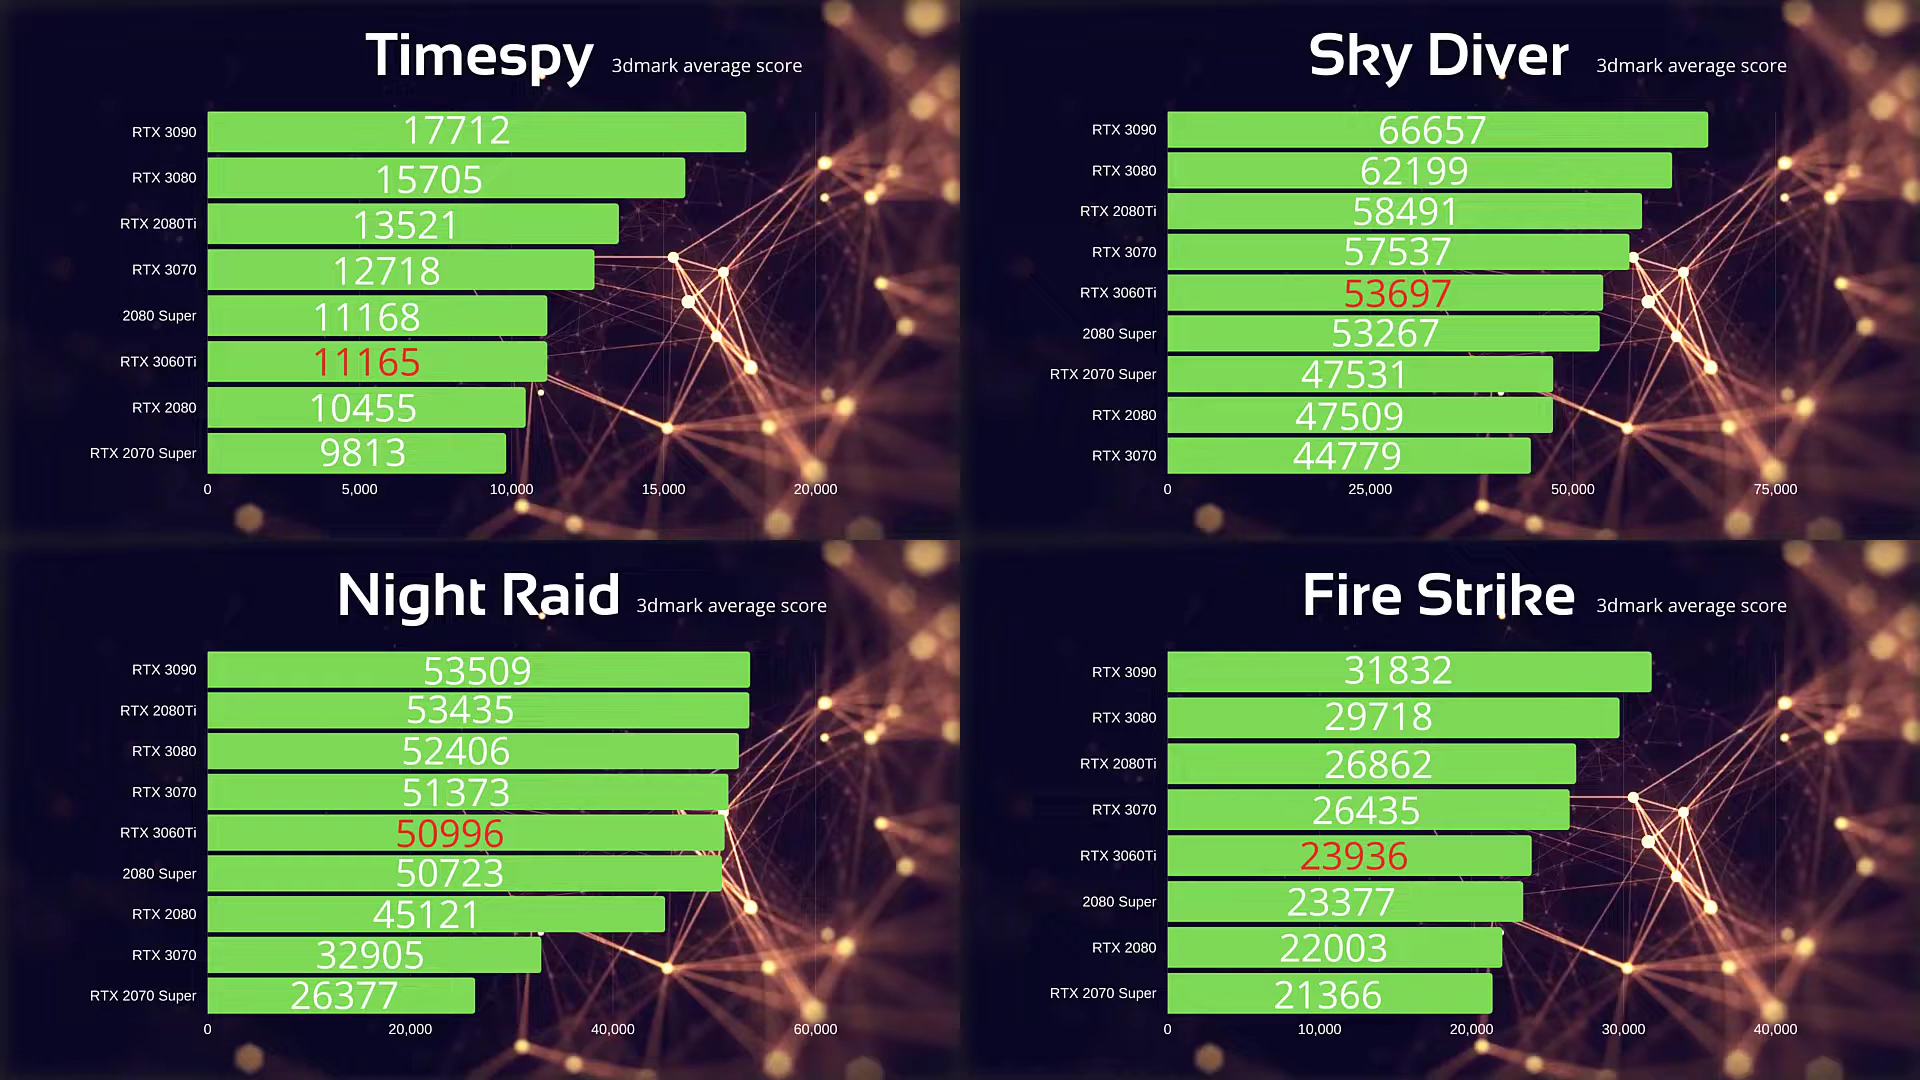 Timespy 3dmark average score
RTX 3090 17712
RTX 3080 15705
RTX 2080Ti 13521
RTX 3070 12718
2080 Super 11168
RTX 3060Ti 11165
RTX 2080 10455
RTX 2070 Super 9813
0 5,000 10,000 15,000 20,000
Sky Diver 3dmark average score
RTX 3090 66657
RTX 3080 62199
RTX 2080Ti 58491
RTX 3070 57537
RTX 3060Ti 53697
2080 Super 53267
RTX 2070 Super 47531
RTX 2080 47509
RTX 3070 44779
0 25,000 50,000 75,000
Night Raid 3dmark average score
RTX 3090 53509
RTX 2080Ti 53435
RTX 3080 52406
RTX 3070 51373
RTX 3060Ti 50996
2080 Super 50723
RTX 2080 45121
RTX 3070 32905
RTX 2070 Super 26377
0 20,000 40,000 60,000
Fire Strike 3dmark average score
RTX 3090 31832
RTX 3080 29718
RTX 2080Ti 26862
RTX 3070 26435
RTX 3060Ti 23936
2080 Super 23377
RTX 2080 22003
RTX 2070 Super 21366
0 10,000 20,000 30,000 40,000